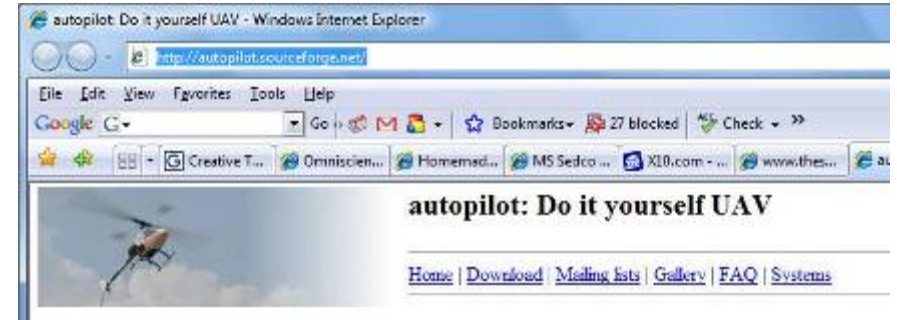 autopilot: Do it yourself UAV - Windows Internet Explorer
http://autopilot.sourceforge.net/
File Edit View Favorites Tools Help
Google G Go Bookmarks 27 blocked Check »
G Creative T... Omniscien... Homemad... MS Sedco ... X10.com - ... www.thes... au
autopilot: Do it yourself UAV
Home | Download | Mailing lists | Gallery | FAQ | Systems